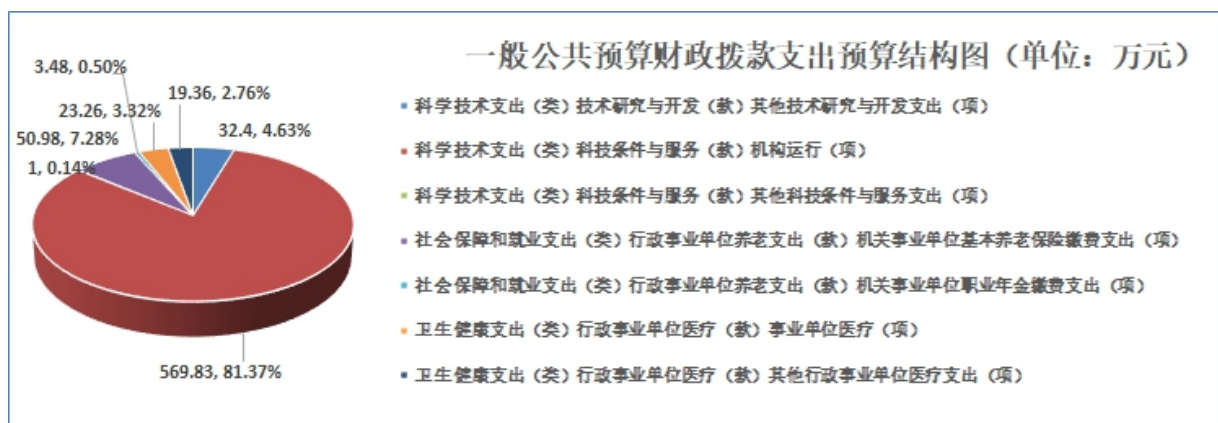 一般公共预算财政拨款支出预算结构图（单位：万元）
3.48, 0.50%
19.36, 2.76%
23.26, 3.32%
32.4, 4.63%
50.98, 7.28%
1, 0.14%
569.83, 81.37%
科学技术支出（类）技术研究与开发（款）其他技术研究与开发支出（项）
科学技术支出（类）科技条件与服务（款）机构运行（项）
科学技术支出（类）科技条件与服务（款）其他科技条件与服务支出（项）
社会保障和就业支出（类）行政事业单位养老支出（款）机关事业单位基本养老保险缴费支出（项）
社会保障和就业支出（类）行政事业单位养老支出（款）机关事业单位职业年金缴费支出（项）
卫生健康支出（类）行政事业单位医疗（款）事业单位医疗（项）
卫生健康支出（类）行政事业单位医疗（款）其他行政事业单位医疗支出（项）